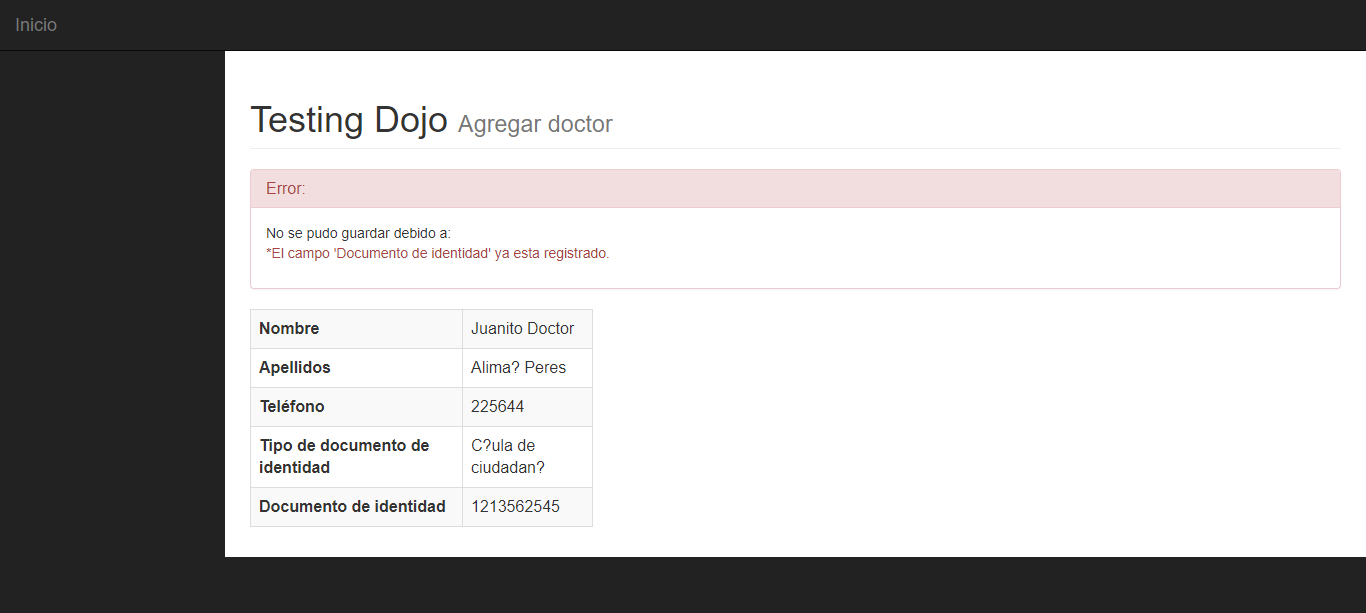 Inicio
Testing Dojo Agregar doctor
Error:
No se pudo guardar debido a:
*El campo 'Documento de identidad' ya esta registrado.
Nombre Juanito Doctor
Apellidos Alima? Peres
Teléfono 225644
Tipo de documento de C?ula de
identidad ciudadan?
Documento de identidad 1213562545